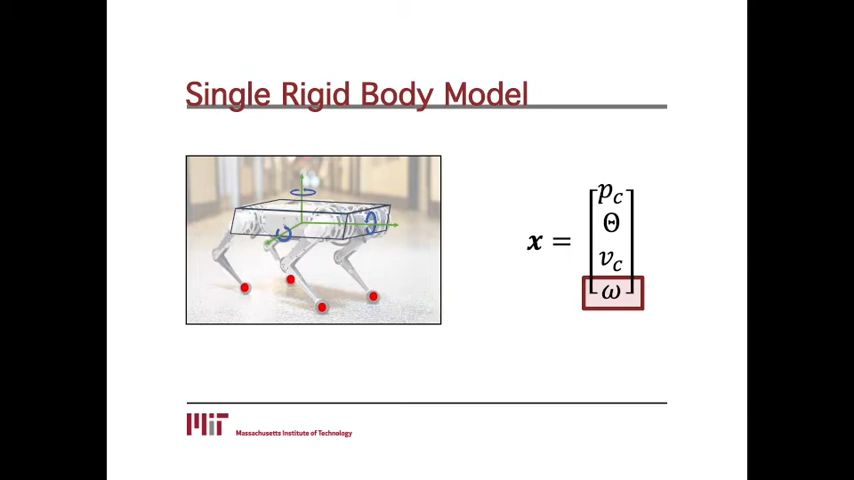 Single Rigid Body Model
x = [p_c
Θ
v_c
ω]
MIT Massachusetts Institute of Technology